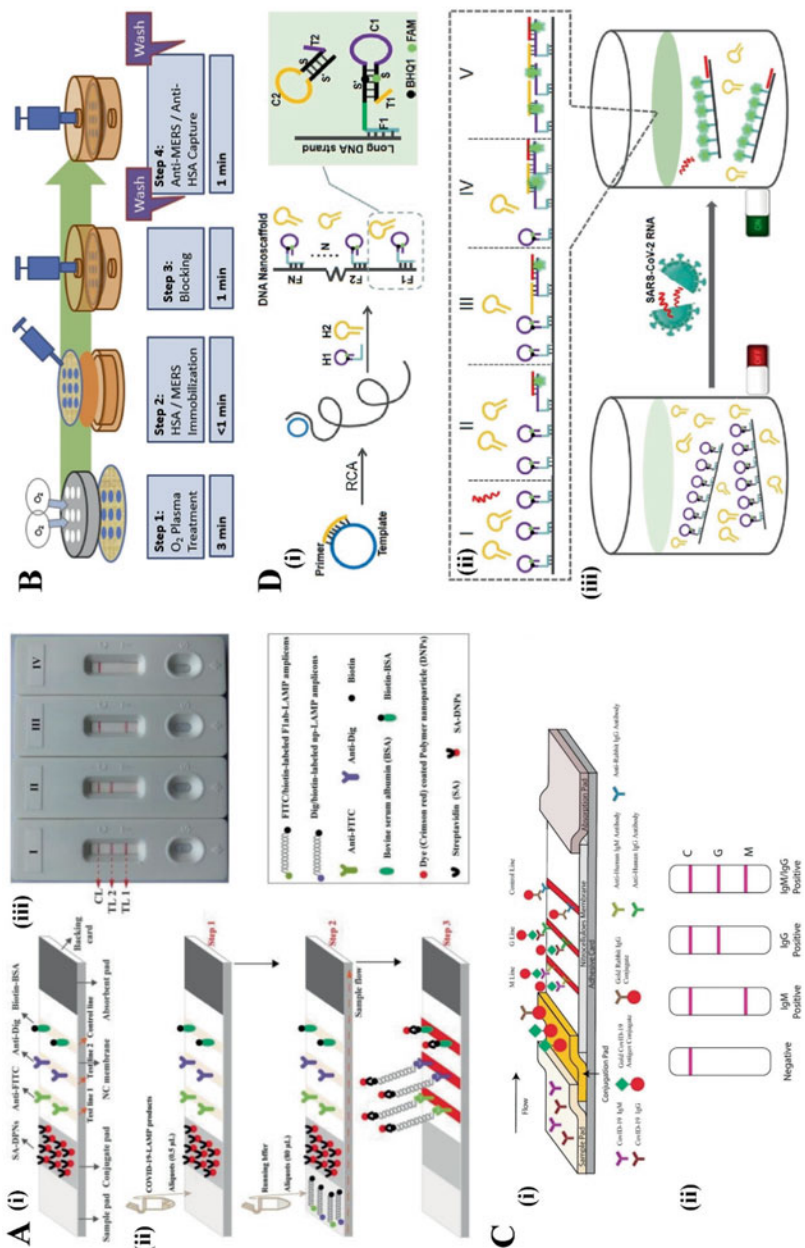 A
(i)
SA-DPNs
Anti-FITC
Anti-Dig
Biotin-BSA
Backing
card
Test line 1
Test line 2
Control line
Sample pad
Conjugate pad
NC membrane
Absorbent pad
(ii)
COVID-19-LAMP products
Aliquots (0.5 μL)
Step 1
Running bffer
Aliquots (80 μL)
Step 2
Sample flow
Step 3
(iii)
I
II
III
IV
CL
TL 2
TL 1
FITC/biotin-labeled F1ab-LAMP amplicons
Dig/biotin-labeled np-LAMP amplicons
Anti-FITC
Anti-Dig
Biotin
Bovine serum albumin (BSA)
Biotin-BSA
Dye (Crimson red) coated Polymer nanoparticle (DNPs)
Streptavidin (SA)
SA-DNPs
B
O₂
O₂
Wash
Wash
Step 1:
O₂ Plasma
Treatment
3 min
Step 2:
HSA / MERS
Immobilization
<1 min
Step 3:
Blocking
1 min
Step 4:
Anti-MERS / Anti-
HSA Capture
1 min
C
(i)
Flow
Sample Pad
Conjugation Pad
M Line
G Line
Control Line
Nitrocelluloses Membrane
Adhesive Card
Absorption Pad
CovID-19 IgM
CovID-19 IgG
Gold CovID-19
Antigen Conjugate
Gold Rabbit IgG
Conjugate
Anti-Human IgM Antibody
Anti-Human IgG Antibody
Anti-Rabbit IgG Antibody
(ii)
C
G
M
Negative
IgM
Positive
IgG
Positive
IgM/IgG
Positive
D
(i)
Primer
Template
RCA
H1
H2
DNA Nanoscaffold
FN
N
F2
F1
C2
S'
S
T2
C1
S'
S
T1
F1
Long DNA strand
BHQ1
FAM
(ii)
I
II
III
IV
V
(iii)
OFF
SARS-CoV-2 RNA
ON